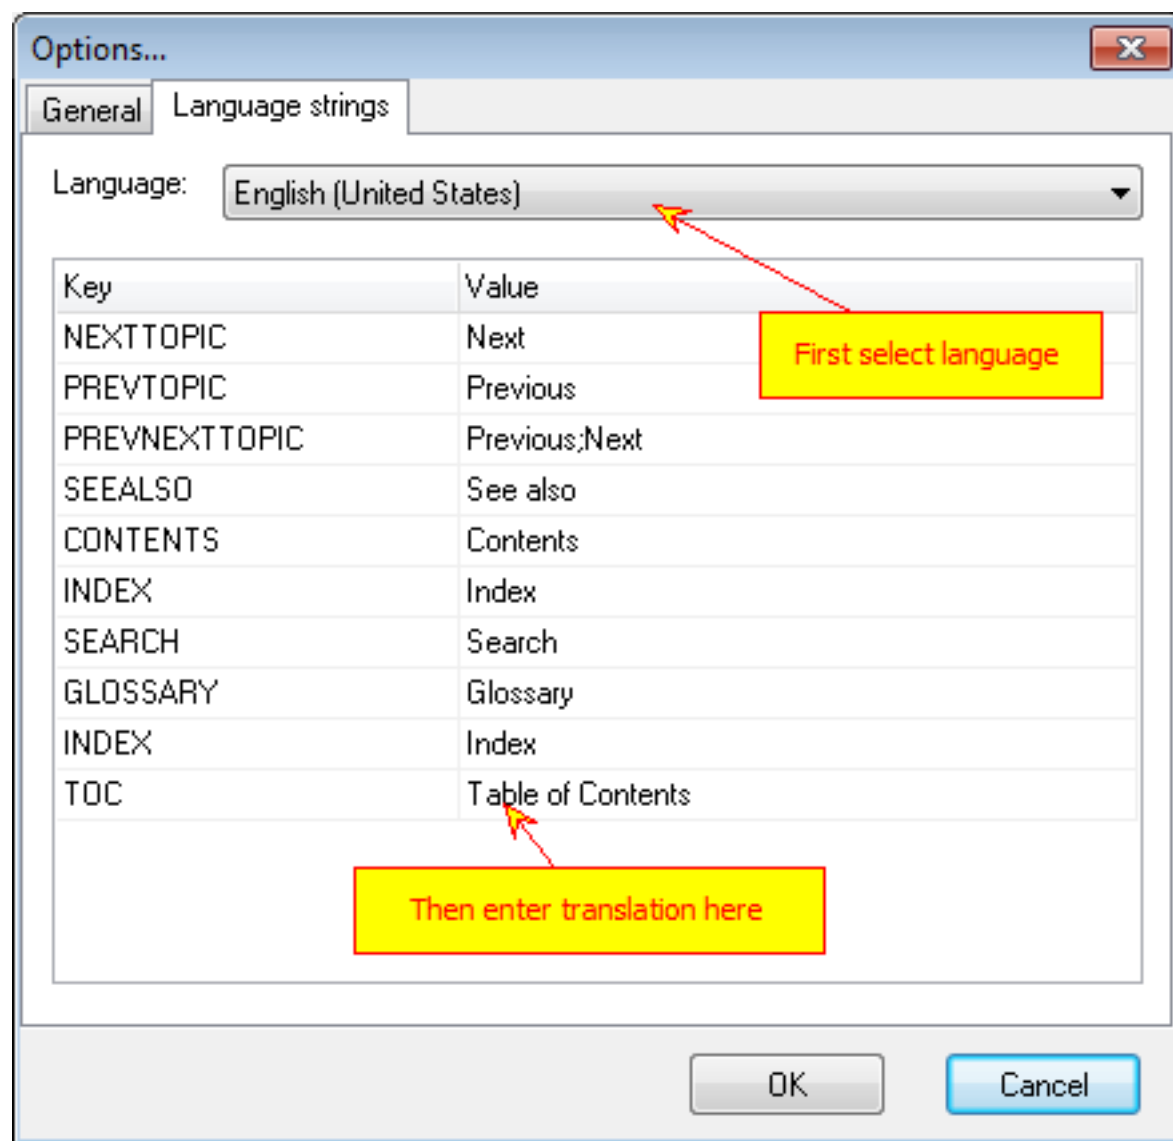 Options...
General Language strings
Language: English (United States)
Key Value
NEXTTOPIC Next
First select language
PREVTOPIC Previous
PREVNEXTTOPIC Previous;Next
SEEALSO See also
CONTENTS Contents
INDEX Index
SEARCH Search
GLOSSARY Glossary
INDEX Index
TOC Table of Contents
Then enter translation here
OK Cancel